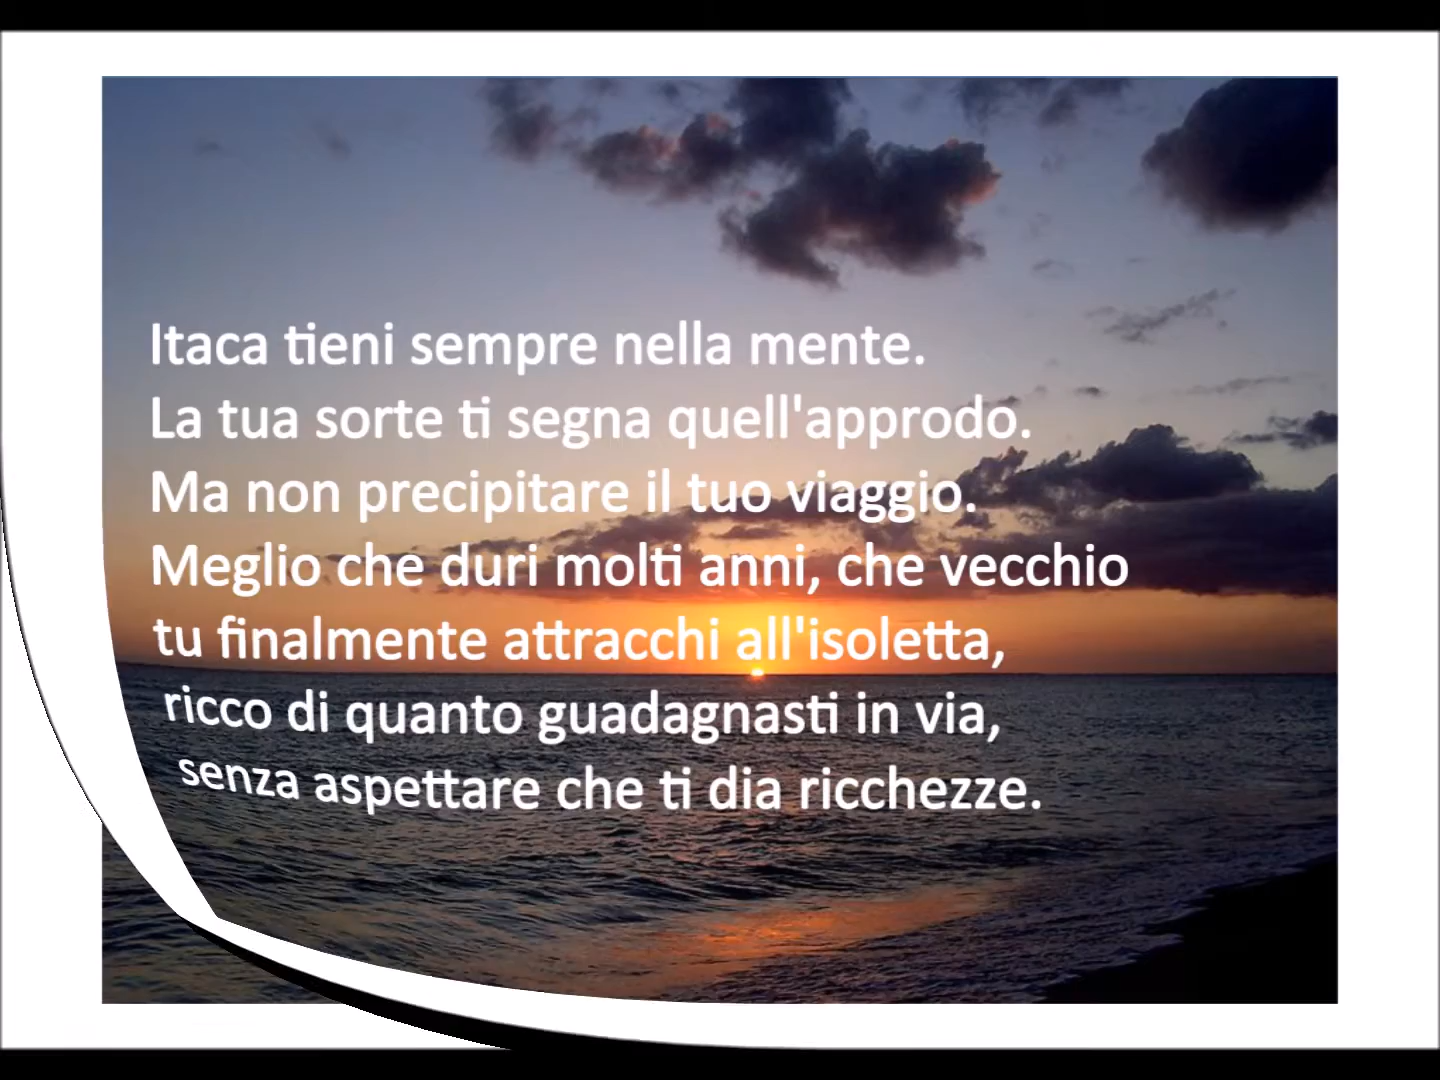 Itaca tieni sempre nella mente.
La tua sorte ti segna quell'approdo.
Ma non precipitare il tuo viaggio.
Meglio che duri molti anni, che vecchio
tu finalmente attracchi all'isoletta,
ricco di quanto guadagnasti in via,
senza aspettare che ti dia ricchezze.